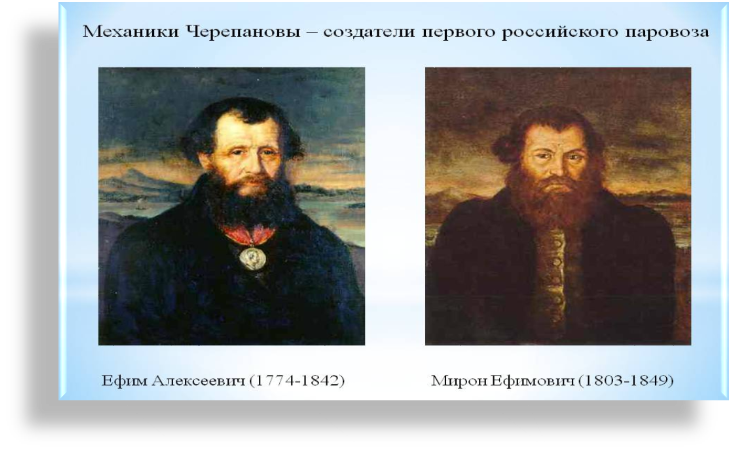 Механики Черепановы – создатели первого российского паровоза
Ефим Алексеевич (1774-1842)
Мирон Ефимович (1803-1849)